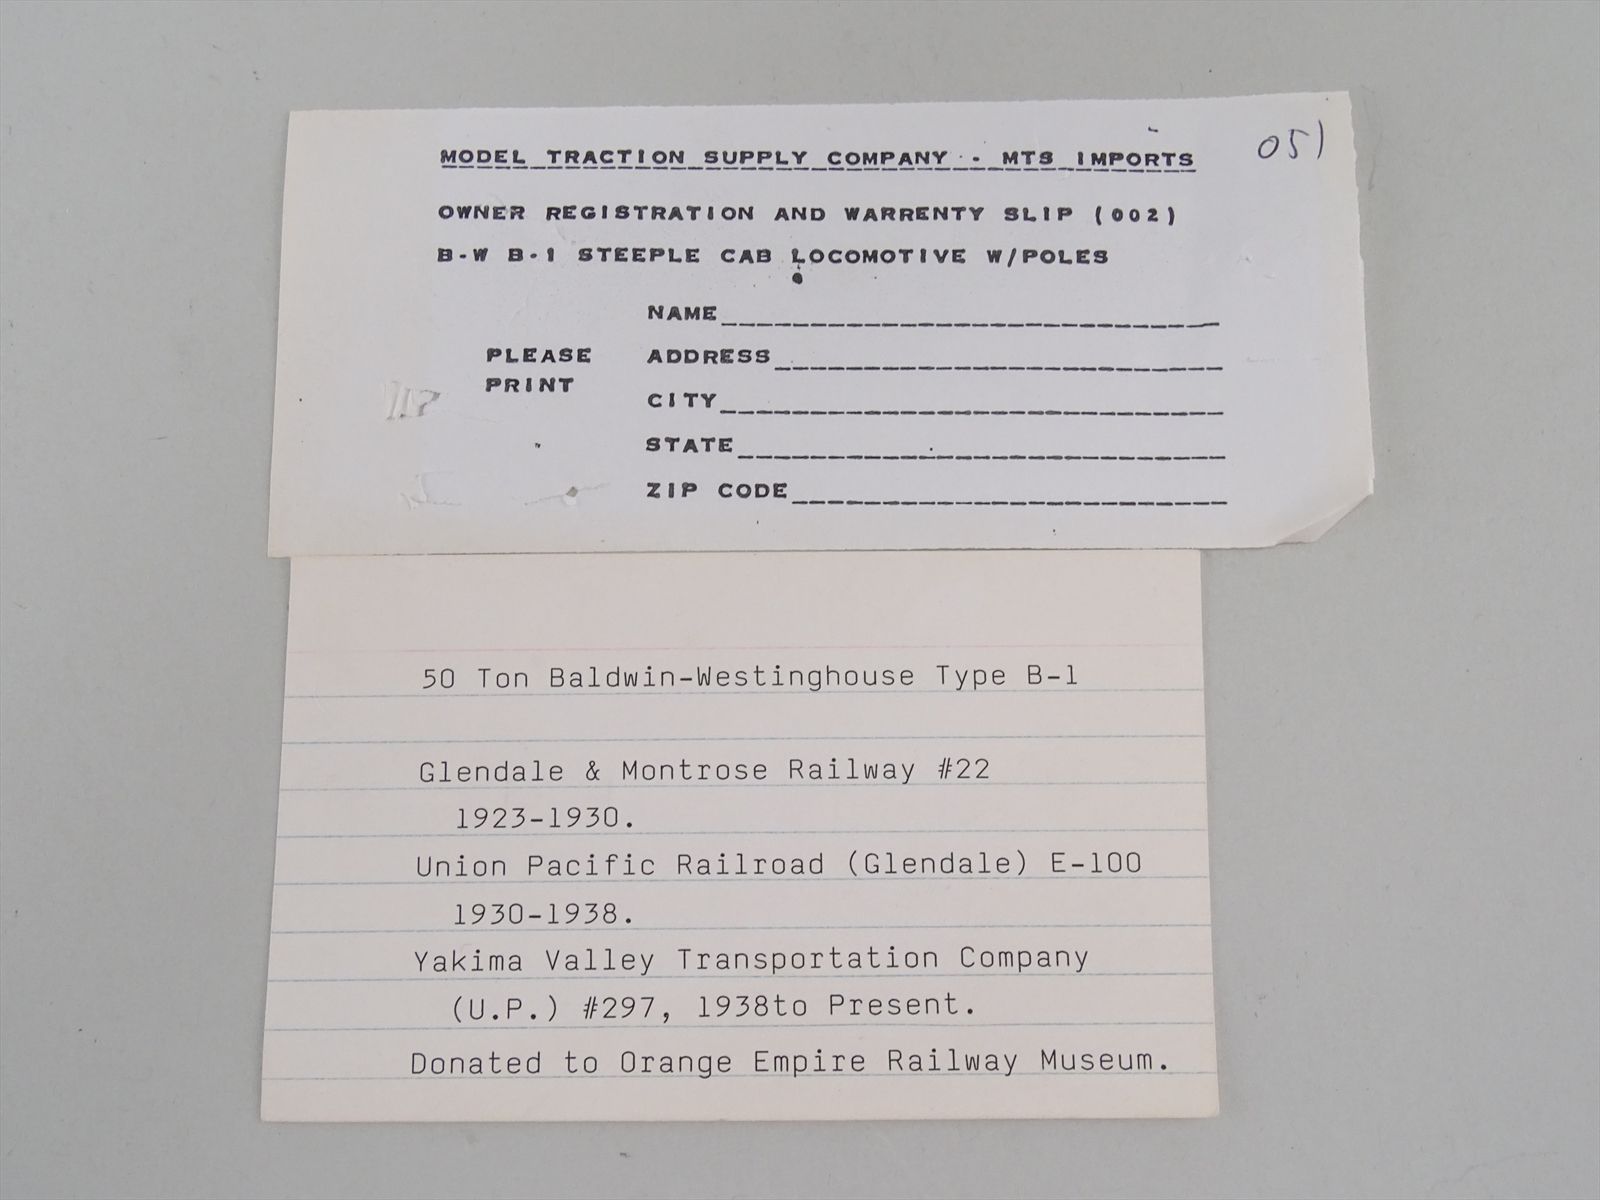 MODEL TRACTION SUPPLY COMPANY - MTS IMPORTS
051
OWNER REGISTRATION AND WARRENTY SLIP (002)
B-W B-1 STEEPLE CAB LOCOMOTIVE W/POLES
NAME
PLEASE PRINT
ADDRESS
CITY
STATE
ZIP CODE
50 Ton Baldwin-Westinghouse Type B-1
Glendale & Montrose Railway #22
1923-1930.
Union Pacific Railroad (Glendale) E-100
1930-1938.
Yakima Valley Transportation Company
(U.P.) #297, 1938to Present.
Donated to Orange Empire Railway Museum.